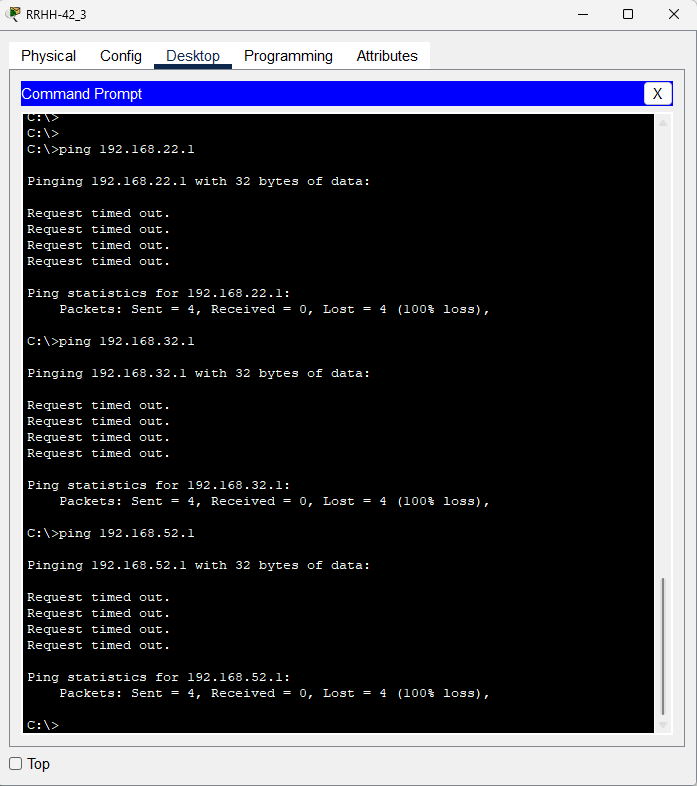 RRHH-42_3
Physical Config Desktop Programming Attributes
Command Prompt X
C:\>
C:\>
C:\>ping 192.168.22.1
Pinging 192.168.22.1 with 32 bytes of data:
Request timed out.
Request timed out.
Request timed out.
Request timed out.
Ping statistics for 192.168.22.1:
Packets: Sent = 4, Received = 0, Lost = 4 (100% loss),
C:\>ping 192.168.32.1
Pinging 192.168.32.1 with 32 bytes of data:
Request timed out.
Request timed out.
Request timed out.
Request timed out.
Ping statistics for 192.168.32.1:
Packets: Sent = 4, Received = 0, Lost = 4 (100% loss),
C:\>ping 192.168.52.1
Pinging 192.168.52.1 with 32 bytes of data:
Request timed out.
Request timed out.
Request timed out.
Request timed out.
Ping statistics for 192.168.52.1:
Packets: Sent = 4, Received = 0, Lost = 4 (100% loss),
C:\>
Top